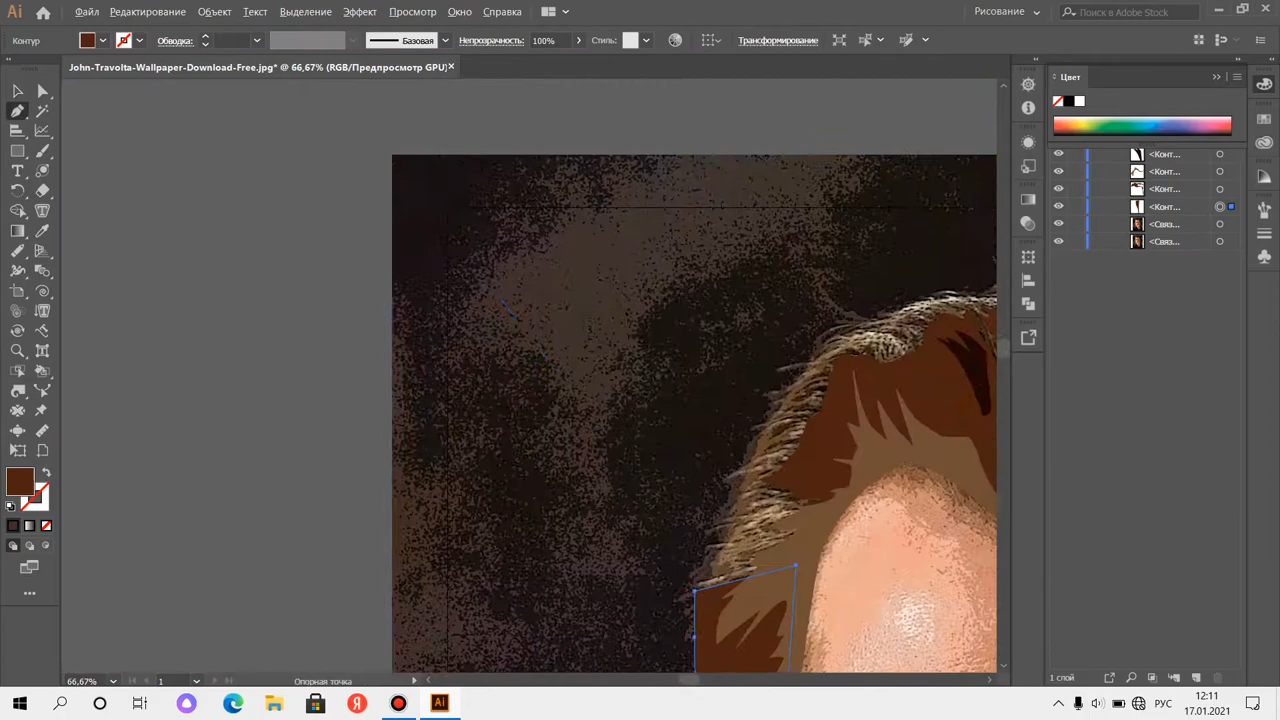 Ai Файл Редактирование Объект Текст Выделение Эффект Просмотр Окно Справка Рисование Поиск в Adobe Stock
Контур Обводка: Базовая Непрозрачность: 100% Стиль: Трансформирование
John-Travolta-Wallpaper-Download-Free.jpg* @ 66,67% (RGB/Предпросмотр GPU)
Цвет
<Конт...
<Конт...
<Конт...
<Конт...
<Связ...
<Связ...
66,67% 1 Опорная точка 1 слой
Ai РУС 12:11
17.01.2021